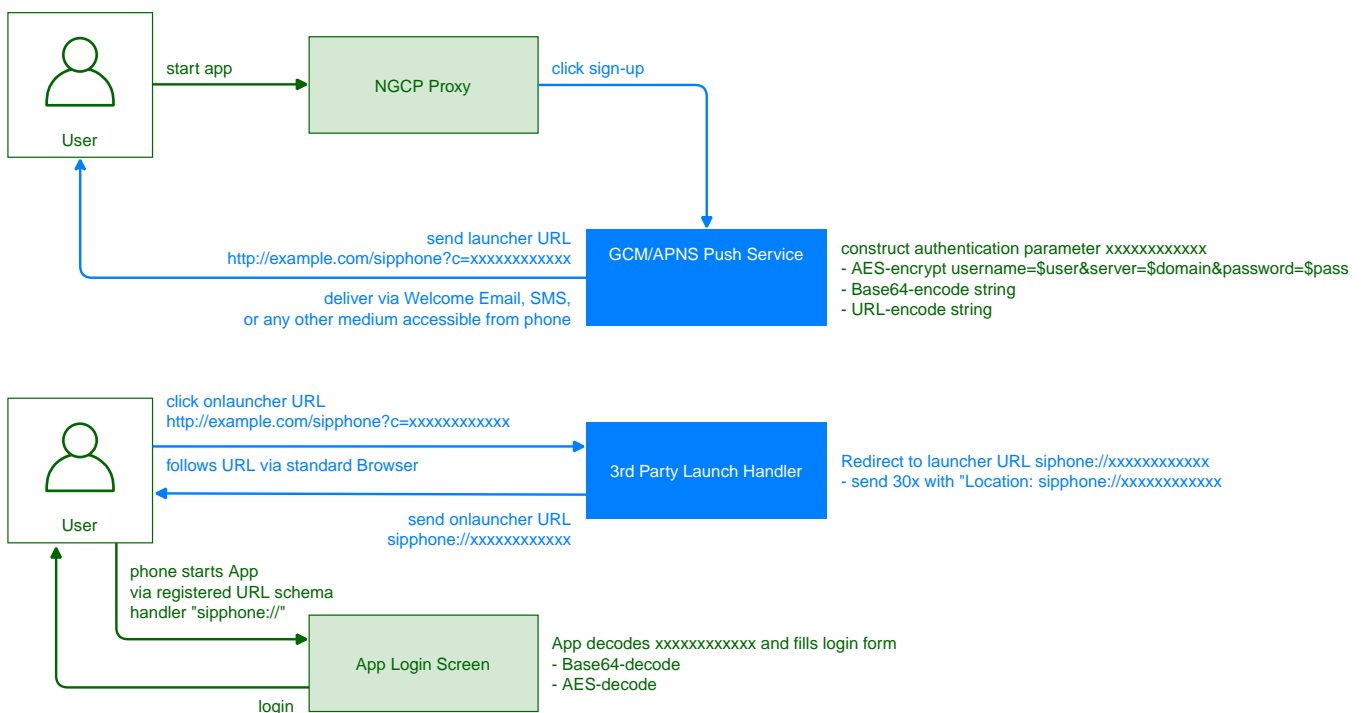 start app
NGCP Proxy
click sign-up
User
send launcher URL
http://example.com/sipphone?c=xxxxxxxxxxxx
deliver via Welcome Email, SMS,
or any other medium accessible from phone
GCM/APNS Push Service
construct authentication parameter xxxxxxxxxxxx
- AES-encrypt username=$user&server=$domain&password=$pass
- Base64-encode string
- URL-encode string
click onlauncher URL
http://example.com/sipphone?c=xxxxxxxxxxxx
follows URL via standard Browser
User
3rd Party Launch Handler
Redirect to launcher URL siphone://xxxxxxxxxxxx
- send 30x with "Location: sipphone://xxxxxxxxxxxx
send onlauncher URL
sipphone://xxxxxxxxxxxx
phone starts App
via registered URL schema
handler "sipphone://"
App Login Screen
App decodes xxxxxxxxxxxx and fills login form
- Base64-decode
- AES-decode
login